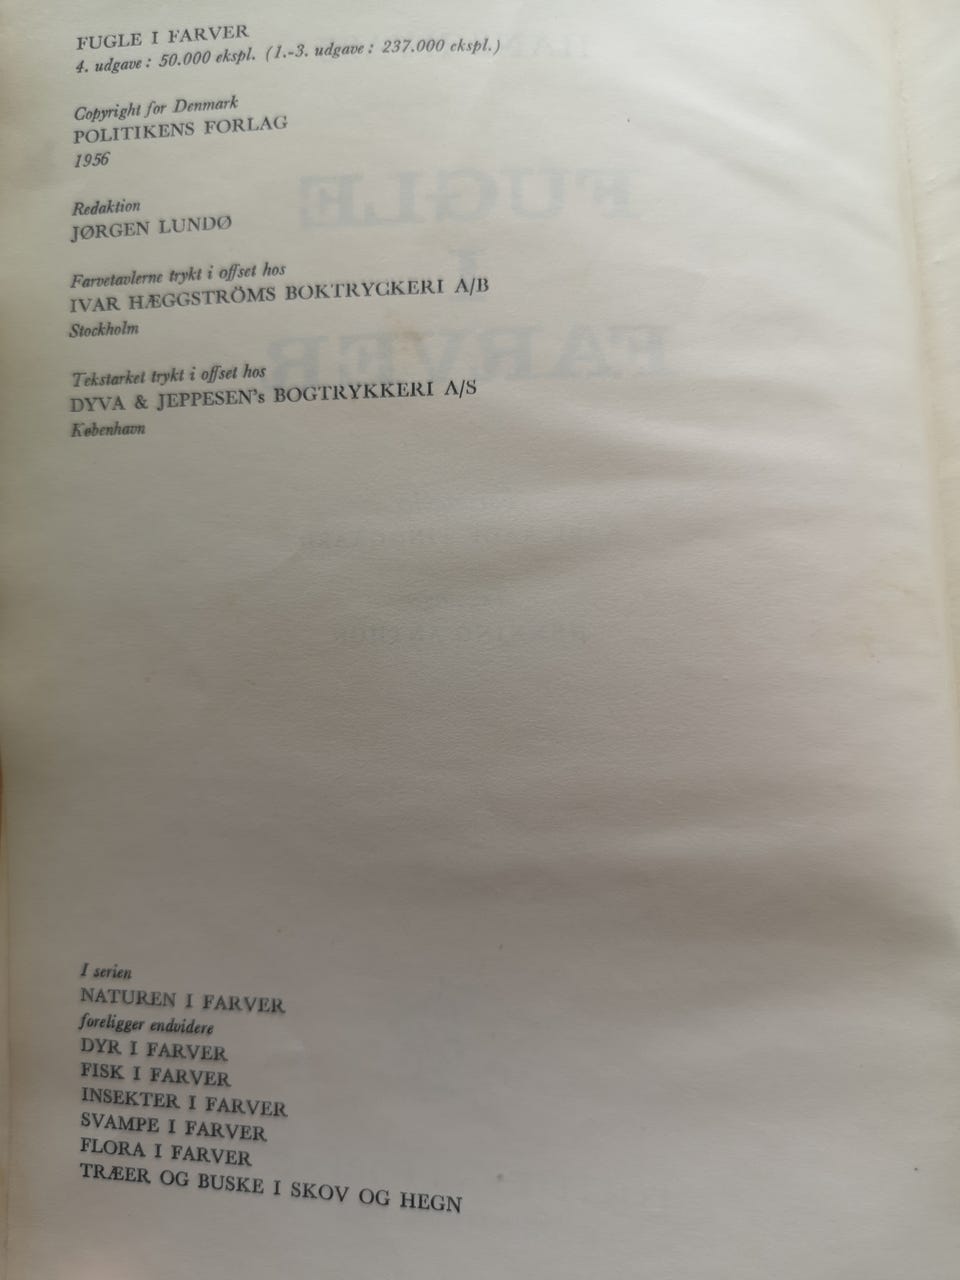 FUGLE I FARVER
4. udgave: 50.000 ekspl. (1.-3. udgave: 237.000 ekspl.)
Copyright for Denmark
POLITIKENS FORLAG
1956
Redaktion
JØRGEN LUNDØ
Farvetavlerne trykt i offset hos
IVAR HÆGGSTRÖMS BOKTRYCKERI A/B
Stockholm
Tekstarket trykt i offset hos
DYVA & JEPPESEN's BOGTRYKKERI A/S
København
I serien
NATUREN I FARVER
foreligger endvidere
DYR I FARVER
FISK I FARVER
INSEKTER I FARVER
SVAMPE I FARVER
FLORA I FARVER
TRÆER OG BUSKE I SKOV OG HEGN